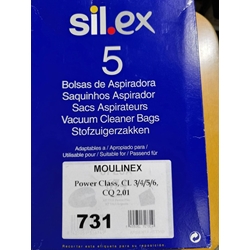 sil.ex
5
Bolsas de Aspiradora
Saquinhos Aspirador
Sacs Aspirateurs
Vacuum Cleaner Bags
Stofzuigerzakken
Adaptables a / Apropiado para /
Utilisable pour / Suitable for / Passend für
MOULINEX
Power Class, CL 3/4/5/6,
CQ 2.01
731